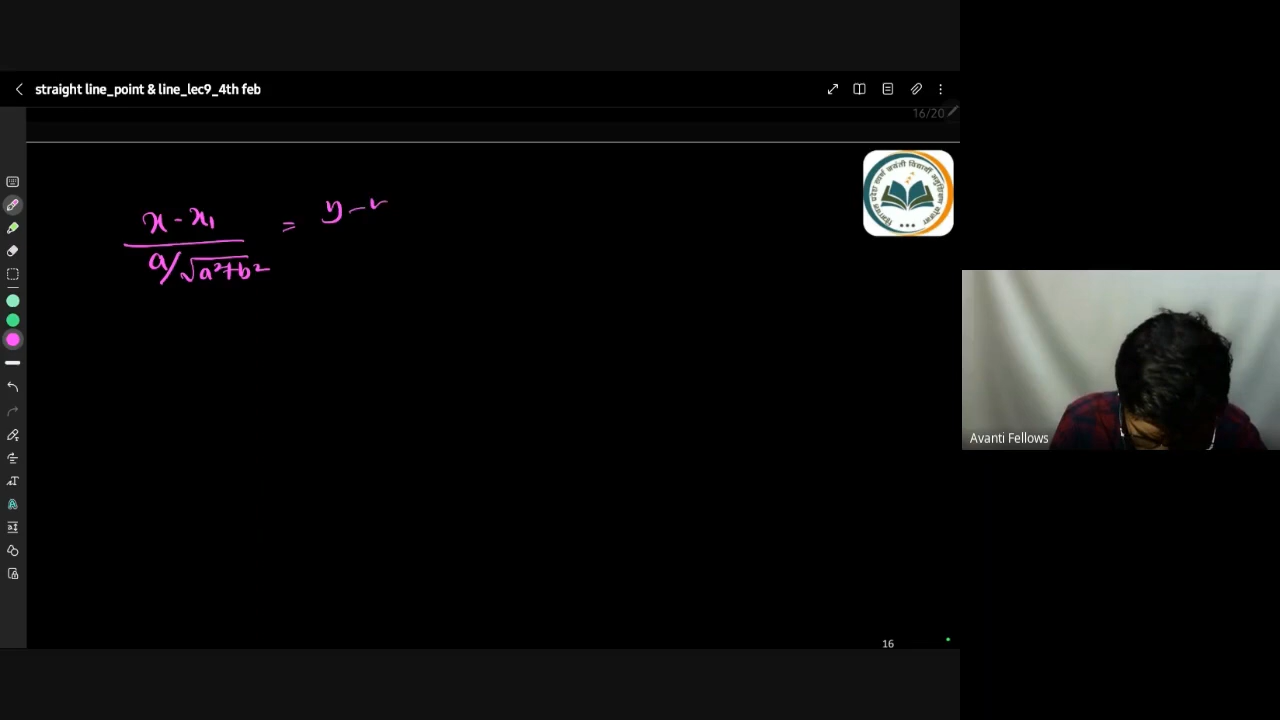 straight line_point & line_lec9_4th feb
16/20
x - x₁ = y -
a/√a²+b²
Avanti Fellows
16